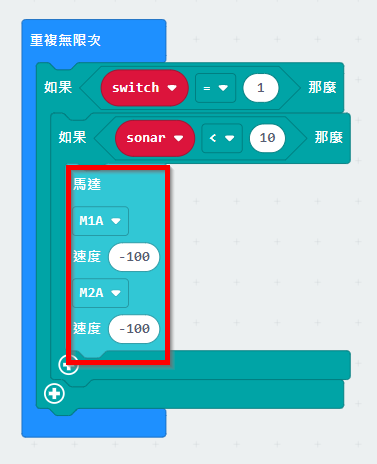 重複無限次
如果 switch = 1 那麼
如果 sonar < 10 那麼
馬達
M1A
速度 -100
M2A
速度 -100